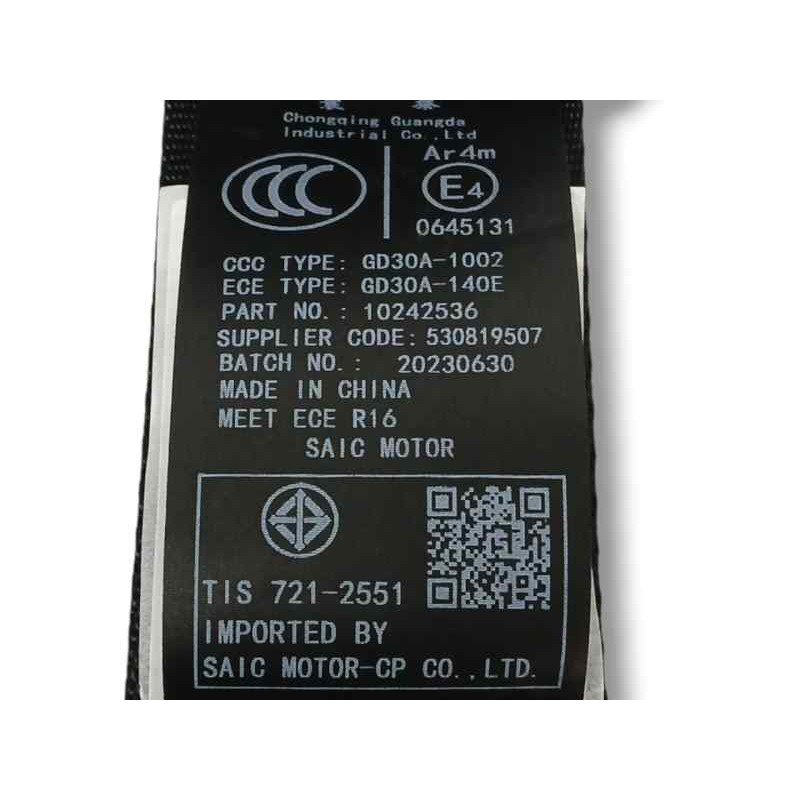 Chongqing Guangda
Industrial Co.,Ltd
CCC
Ar4m
E4
0645131
CCC TYPE: GD30A-1002
ECE TYPE: GD30A-140E
PART NO.: 10242536
SUPPLIER CODE: 530819507
BATCH NO.: 20230630
MADE IN CHINA
MEET ECE R16
SAIC MOTOR
TIS 721-2551
IMPORTED BY
SAIC MOTOR-CP CO.,LTD.